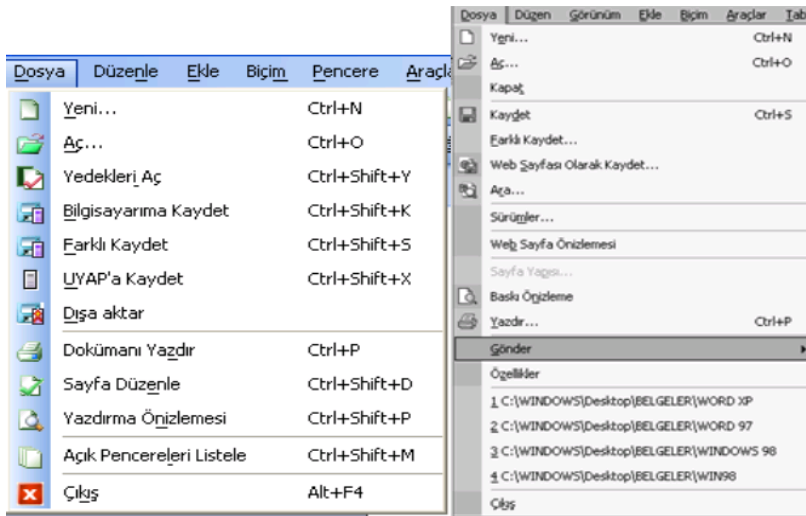 Dosya Düzenle Ekle Biçim Pencere Araçla
Yeni... Ctrl+N
Aç... Ctrl+O
Yedekleri Aç Ctrl+Shift+Y
Bilgisayarıma Kaydet Ctrl+Shift+K
Farklı Kaydet Ctrl+Shift+S
UYAP'a Kaydet Ctrl+Shift+X
Dışa aktar
Dokümanı Yazdır Ctrl+P
Sayfa Düzenle Ctrl+Shift+D
Yazdırma Önizlemesi Ctrl+Shift+P
Açık Pencereleri Listele Ctrl+Shift+M
Çıkış Alt+F4
Dosya Düzen Görünüm Ekle Biçim Araçlar Tab
Yeni... Ctrl+N
Aç... Ctrl+O
Kapat
Kaydet Ctrl+S
Farklı Kaydet...
Web Sayfası Olarak Kaydet...
Ara...
Sürümler...
Web Sayfa Önizlemesi
Sayfa Yapısı...
Baskı Önizleme
Yazdır... Ctrl+P
Gönder
Özellikler
1 C:\WINDOWS\Desktop\BELGELER\WORD XP
2 C:\WINDOWS\Desktop\BELGELER\WORD 97
3 C:\WINDOWS\Desktop\BELGELER\WINDOWS 98
4 C:\WINDOWS\Desktop\BELGELER\WIN98
Çıkış